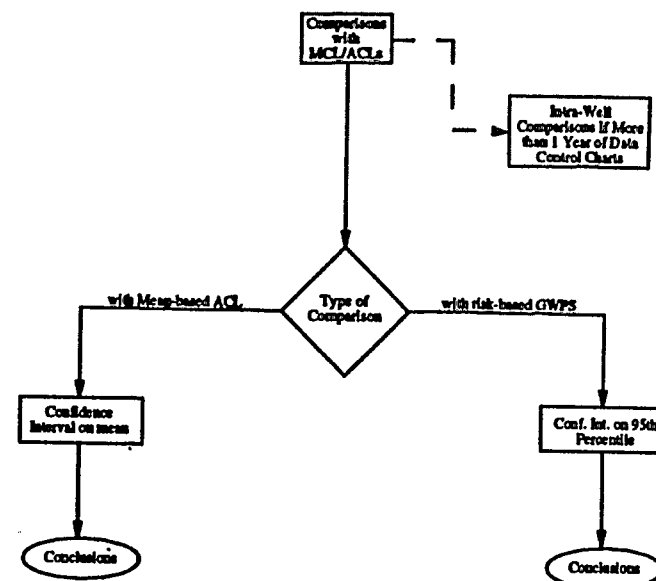 Comparisons
with
MCL/ACLs
Intra-Well
Comparisons If More
than 1 Year of Data
Control Charts
Type of
Comparison
with Mean-based ACL
with risk-based GWPS
Confidence
Interval on mean
Conf. Int. on 95th
Percentile
Conclusions
Conclusions